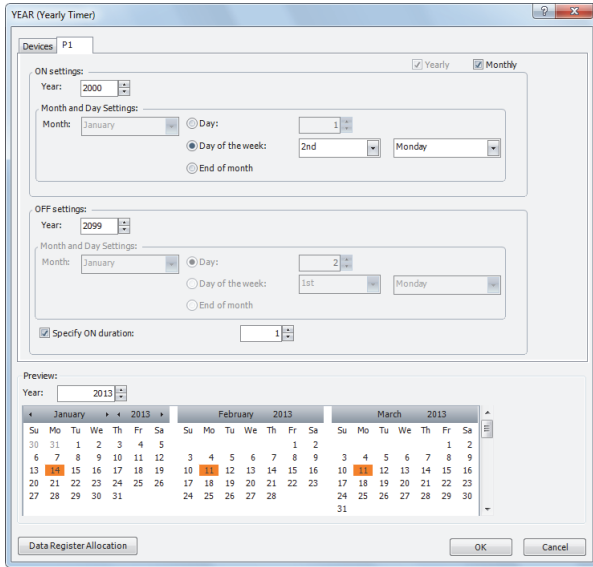 YEAR (Yearly Timer)
Devices P1
Yearly Monthly
ON settings:
Year: 2000
Month and Day Settings:
Month: January Day: 1
Day of the week: 2nd Monday
End of month
OFF settings:
Year: 2099
Month and Day Settings:
Month: January Day: 2
Day of the week: 1st Monday
End of month
Specify ON duration: 1
Preview:
Year: 2013
January 2013 February 2013 March 2013
Su Mo Tu We Th Fr Sa Su Mo Tu We Th Fr Sa Su Mo Tu We Th Fr Sa
30 31 1 2 3 4 5 1 2 1 2
6 7 8 9 10 11 12 3 4 5 6 7 8 9 3 4 5 6 7 8 9
13 14 15 16 17 18 19 10 11 12 13 14 15 16 10 11 12 13 14 15 16
20 21 22 23 24 25 26 17 18 19 20 21 22 23 17 18 19 20 21 22 23
27 28 29 30 31 24 25 26 27 28 24 25 26 27 28 29 30
31
Data Register Allocation OK Cancel